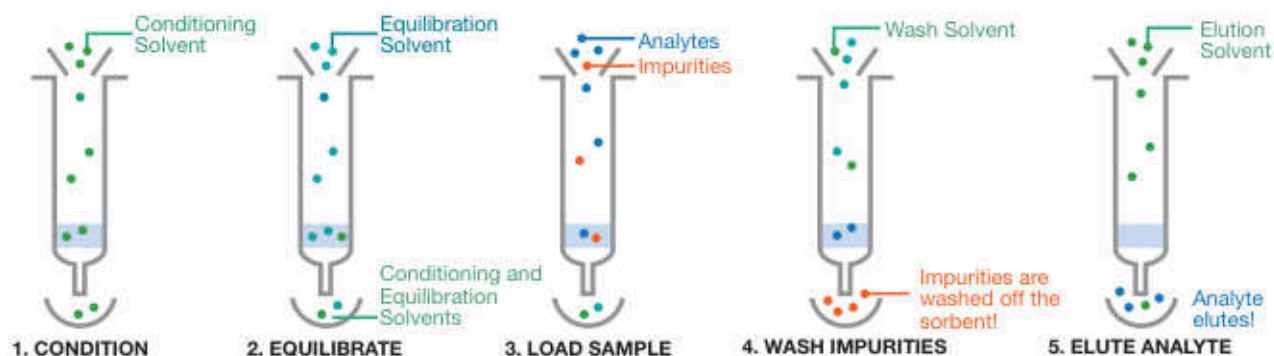 Conditioning
Solvent
1. CONDITION
Equilibration
Solvent
Conditioning and
Equilibration
Solvents
2. EQUILIBRATE
Analytes
Impurities
3. LOAD SAMPLE
Wash Solvent
Impurities are
washed off the
sorbent!
4. WASH IMPURITIES
Elution
Solvent
Analyte
elutes!
5. ELUTE ANALYTE